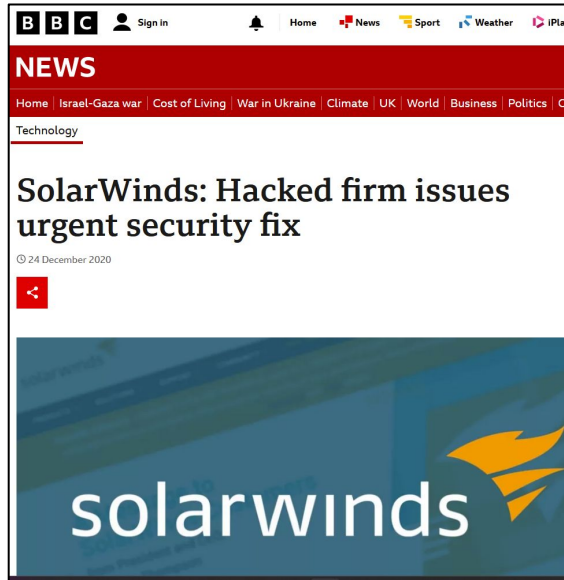 BBC Sign in Home News Sport Weather
NEWS
Home Israel-Gaza war Cost of Living War in Ukraine Climate UK World Business Politics
Technology
SolarWinds: Hacked firm issues
urgent security fix
24 December 2020
solarwinds
solarwinds